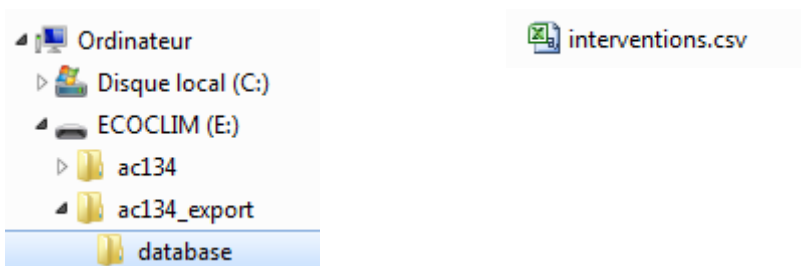 Ordinateur
Disque local (C:)
ECOCLIM (E:)
ac134
ac134_export
database
interventions.csv